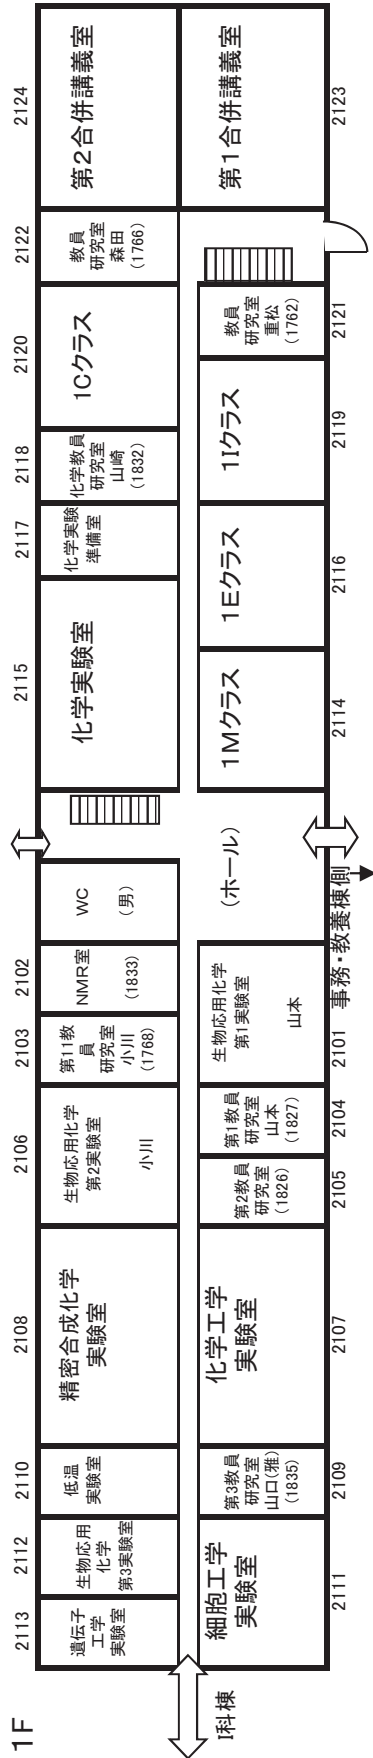 1F
2113
2112
2110
2108
2106
2103
2102
2115
2117
2118
2120
2122
2124
遺伝子
工学
実験室
生物応用
化学
第3実験室
低温
実験室
精密合成化学
実験室
生物応用化学
第2実験室
小川
第11教
員
研究室
小川
(1768)
NMR室
(1833)
WC
(男)
化学実験室
化学実験
準備室
化学教員
研究室
山崎
(1832)
1Cクラス
教員
研究室
森田
(1766)
第2合併講義室
I科棟
細胞工学
実験室
第3教員
研究室
山口(雅)
(1835)
化学工学
実験室
第2教員
研究室
(1826)
第1教員
研究室
山本
(1827)
生物応用化学
第1実験室
山本
(ホール)
1Mクラス
1Eクラス
1Iクラス
教員
研究室
重松
(1762)
第1合併講義室
2111
2109
2107
2105
2104
2101
事務・教養棟側
2114
2116
2119
2121
2123